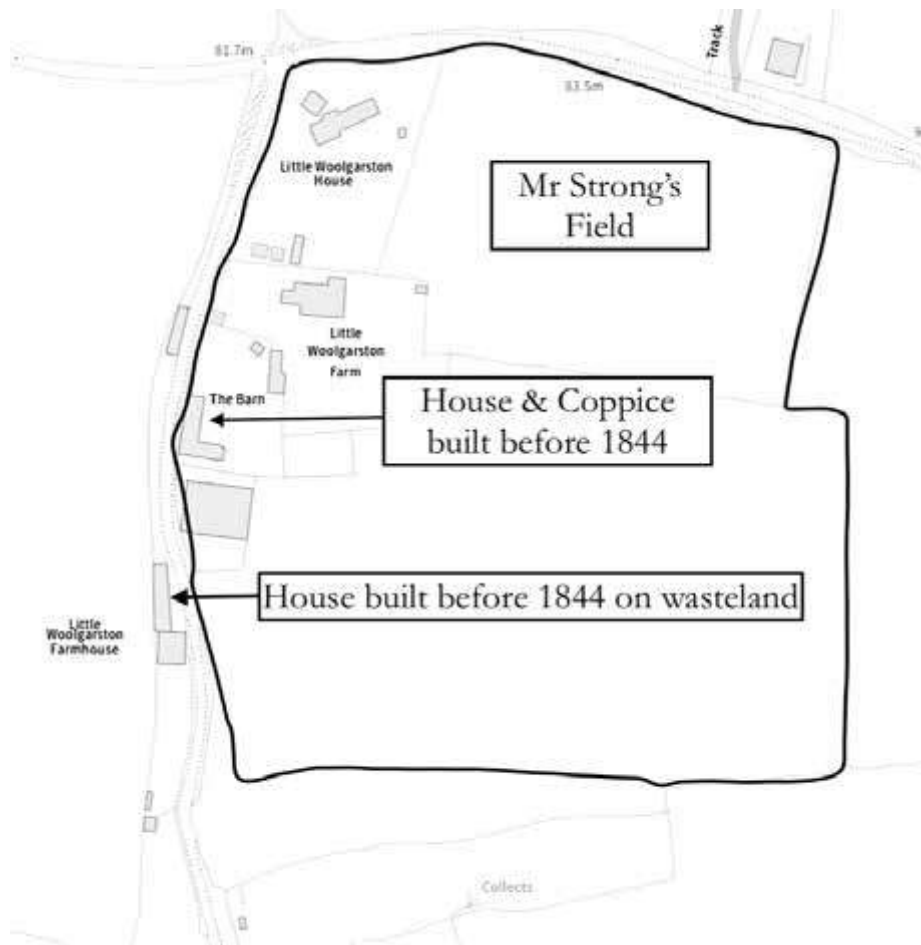 81.7m
Track
83.5m
Little Woolgarston
House
Mr Strong's
Field
Little
Woolgarston
Farm
The Barn
House & Coppice
built before 1844
House built before 1844 on wasteland
Little
Woolgarston
Farmhouse
Collects